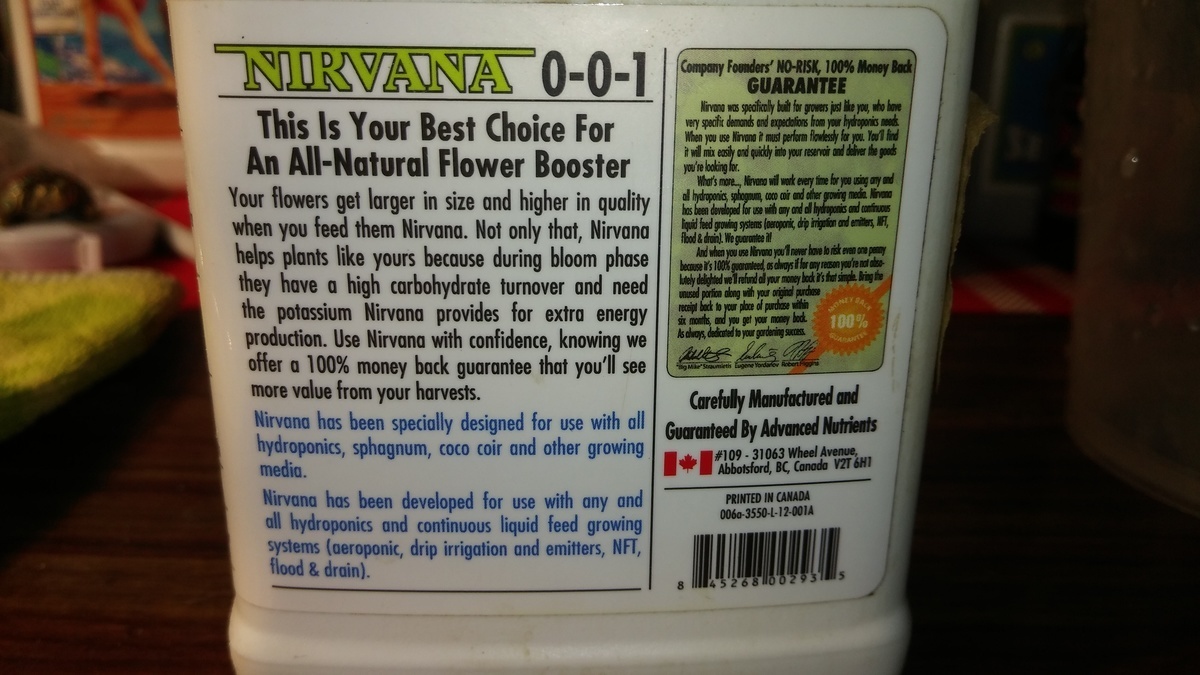 NIRVANA 0-0-1
This Is Your Best Choice For
An All-Natural Flower Booster
Your flowers get larger in size and higher in quality
when you feed them Nirvana. Not only that, Nirvana
helps plants like yours because during bloom phase
they have a high carbohydrate turnover and need
the potassium Nirvana provides for extra energy
production. Use Nirvana with confidence, knowing we
offer a 100% money back guarantee that you'll see
more value from your harvests.
Nirvana has been specially designed for use with all
hydroponics, sphagnum, coco coir and other growing
media.
Nirvana has been developed for use with any and
all hydroponics and continuous liquid feed growing
systems (aeroponic, drip irrigation and emitters, NFT,
flood & drain).
Company Founders' NO-RISK, 100% Money Back
GUARANTEE
Nirvana was specifically built for growers just like you, who have
very specific demands and expectations from your hydroponics needs.
When you use Nirvana it must perform flawlessly for you. You'll find
it will mix easily and quickly into your reservoir and deliver the goods
you're looking for.
What's more..., Nirvana will work every time for you using any and
all hydroponics, sphagnum, coco coir and other growing media. Nirvana
has been developed for use with any and all hydroponics and continuous
liquid feed growing systems (aeroponic, drip irrigation and emitters, NFT,
flood & drain). We guarantee it!
And when you use Nirvana you'll never have to risk even one penny
because it's 100% guaranteed, as always if for any reason you're not abso-
lutely delighted we'll refund all your money back it's that simple. Bring the
unused portion along with your original purchase
receipt back to your place of purchase within
six months, and you get your money back.
As always, dedicated to your gardening success.
MONEY BACK
100%
GUARANTEE
"Big Mike" Straumietis Eugene Yordanov Robert Higgins
Carefully Manufactured and
Guaranteed By Advanced Nutrients
#109 - 31063 Wheel Avenue,
Abbotsford, BC, Canada V2T 6H1
PRINTED IN CANADA
006a-3550-L-12-001A
8 45268 00293 5